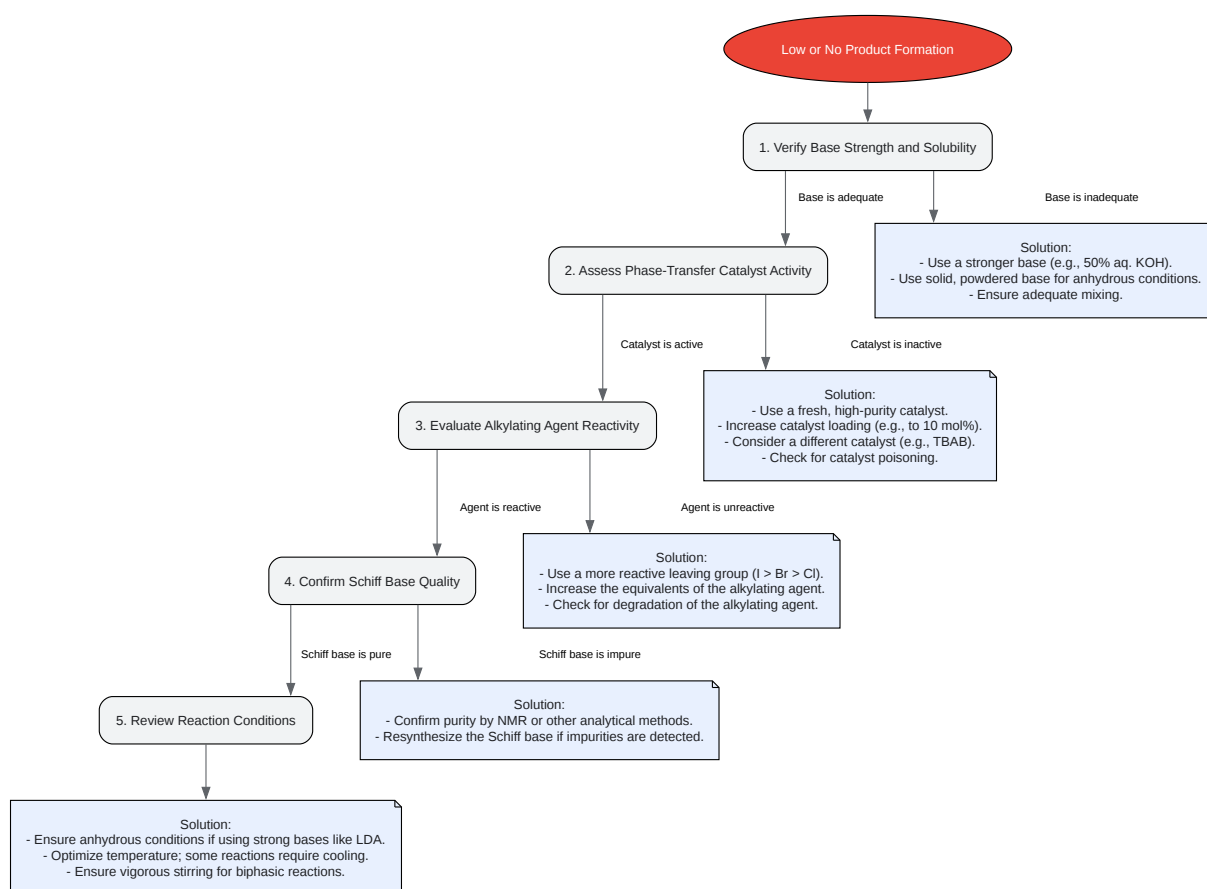 Low or No Product Formation
1. Verify Base Strength and Solubility
Base is adequate
Base is inadequate
Solution:
- Use a stronger base (e.g., 50% aq. KOH).
- Use solid, powdered base for anhydrous conditions.
- Ensure adequate mixing.
2. Assess Phase-Transfer Catalyst Activity
Catalyst is active
Catalyst is inactive
Solution:
- Use a fresh, high-purity catalyst.
- Increase catalyst loading (e.g., to 10 mol%).
- Consider a different catalyst (e.g., TBAB).
- Check for catalyst poisoning.
3. Evaluate Alkylating Agent Reactivity
Agent is reactive
Agent is unreactive
Solution:
- Use a more reactive leaving group (I > Br > Cl).
- Increase the equivalents of the alkylating agent.
- Check for degradation of the alkylating agent.
4. Confirm Schiff Base Quality
Schiff base is pure
Schiff base is impure
Solution:
- Confirm purity by NMR or other analytical methods.
- Resynthesize the Schiff base if impurities are detected.
5. Review Reaction Conditions
Solution:
- Ensure anhydrous conditions if using strong bases like LDA.
- Optimize temperature; some reactions require cooling.
- Ensure vigorous stirring for biphasic reactions.